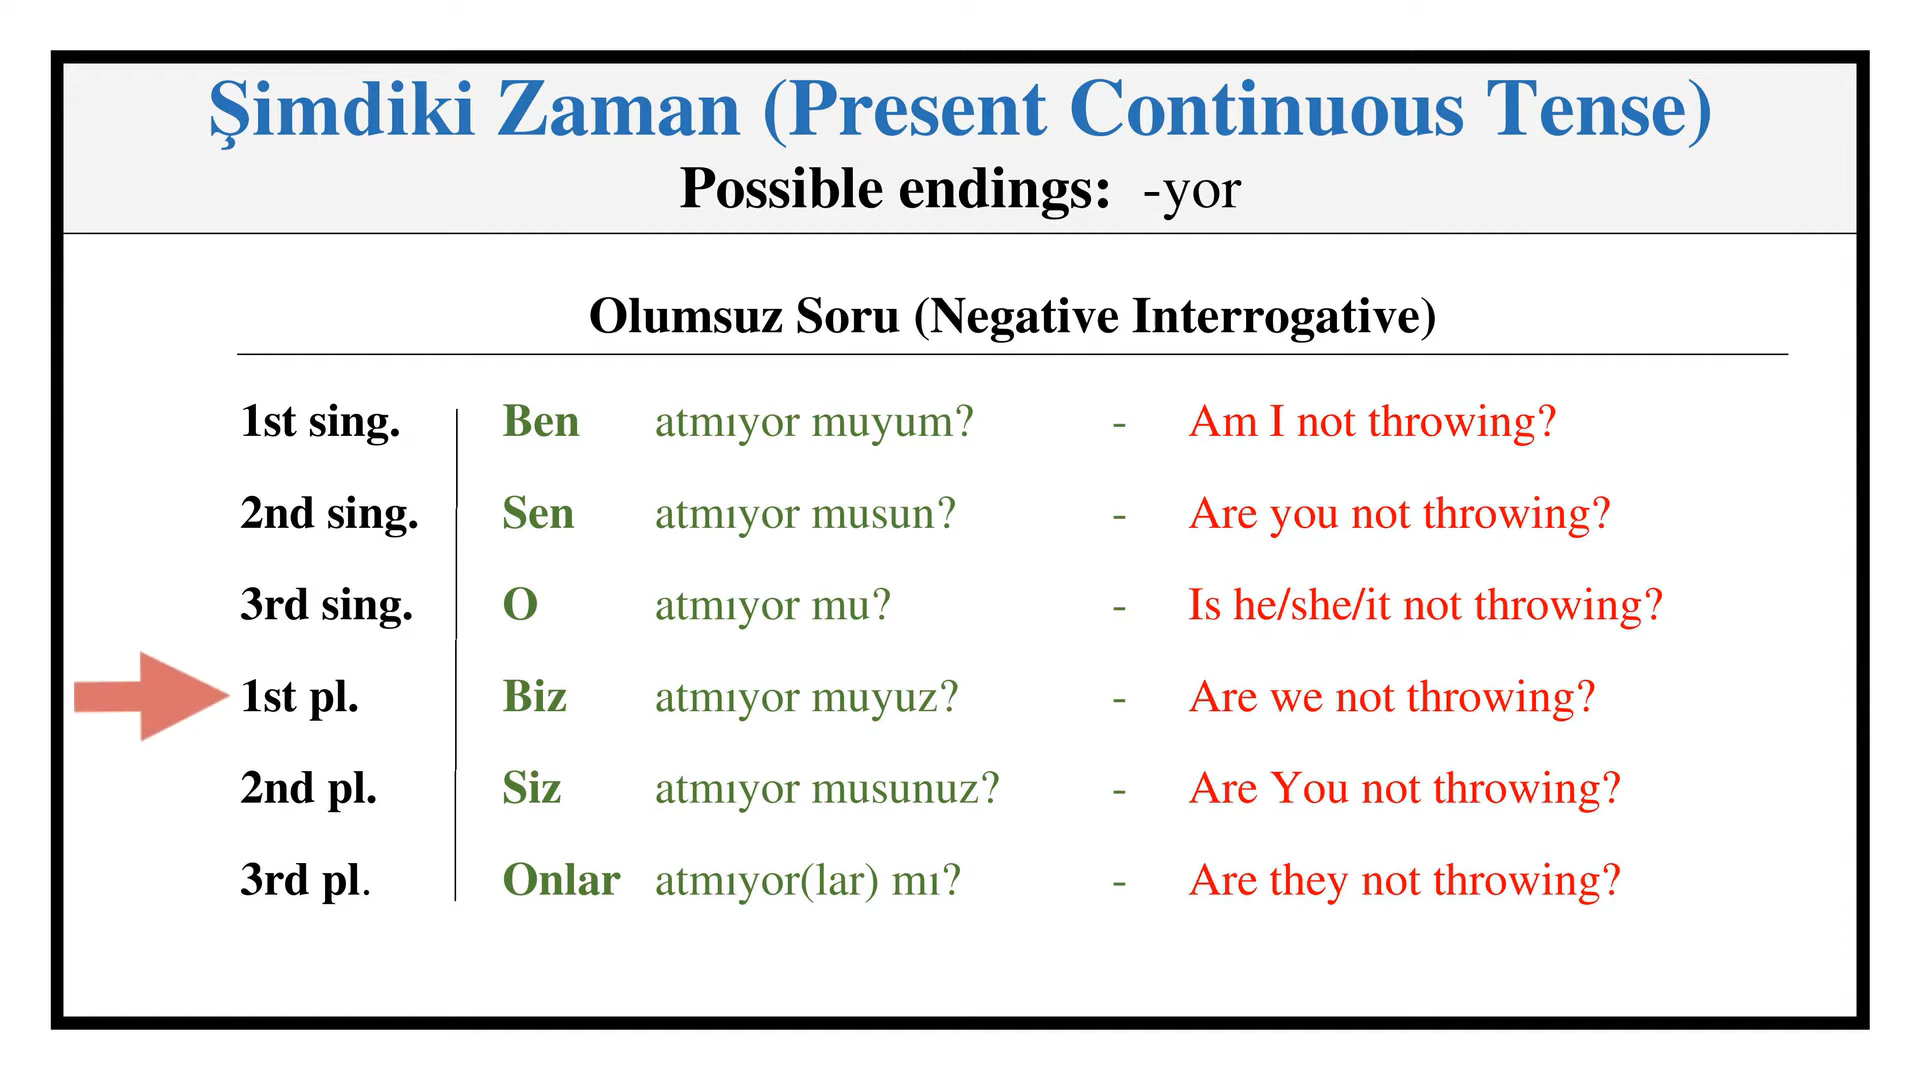 Şimdiki Zaman (Present Continuous Tense)
Possible endings: -yor
Olumsuz Soru (Negative Interrogative)
1st sing. Ben atmıyor muyum? - Am I not throwing?
2nd sing. Sen atmıyor musun? - Are you not throwing?
3rd sing. O atmıyor mu? - Is he/she/it not throwing?
1st pl. Biz atmıyor muyuz? - Are we not throwing?
2nd pl. Siz atmıyor musunuz? - Are You not throwing?
3rd pl. Onlar atmıyor(lar) mı? - Are they not throwing?